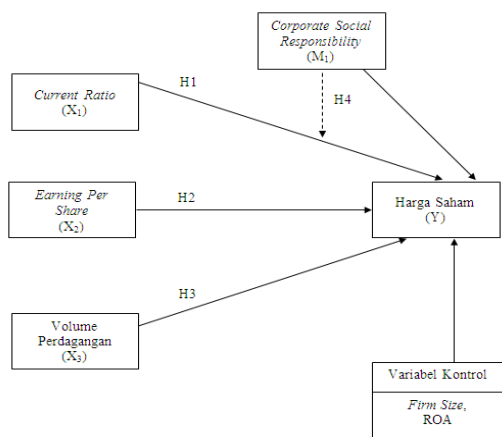 Corporate Social
Responsibility
(M1)
H1
H4
Current Ratio
(X1)
Earning Per
Share
(X2)
H2
Harga Saham
(Y)
H3
Volume
Perdagangan
(X3)
Variabel Kontrol
Firm Size,
ROA